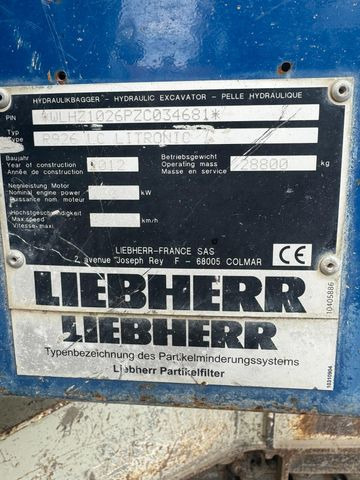 HYDRAULIKBAGGER - HYDRAULIC EXCAVATOR - PELLE HYDRAULIQUE
PIN *WLHZ1026PZC034681*
Typ
Type R926 LC LITRONIC
Baujahr
Year of construction 2012
Année de construction
Betriebsgewicht
Operating mass 28800 kg
Masse en service
Nennleistung Motor
Nominal engine power kW
Puissance nom. moteur
Höchstgeschwindigkeit
Max.speed km/h
Vitesse maxi
LIEBHERR-FRANCE SAS
2, avenue Joseph Rey F - 68005 COLMAR
CE
LIEBHERR
10405886
LIEBHERR
Typenbezeichnung des Partikelminderungssystems
Liebherr Partikelfilter
10310904